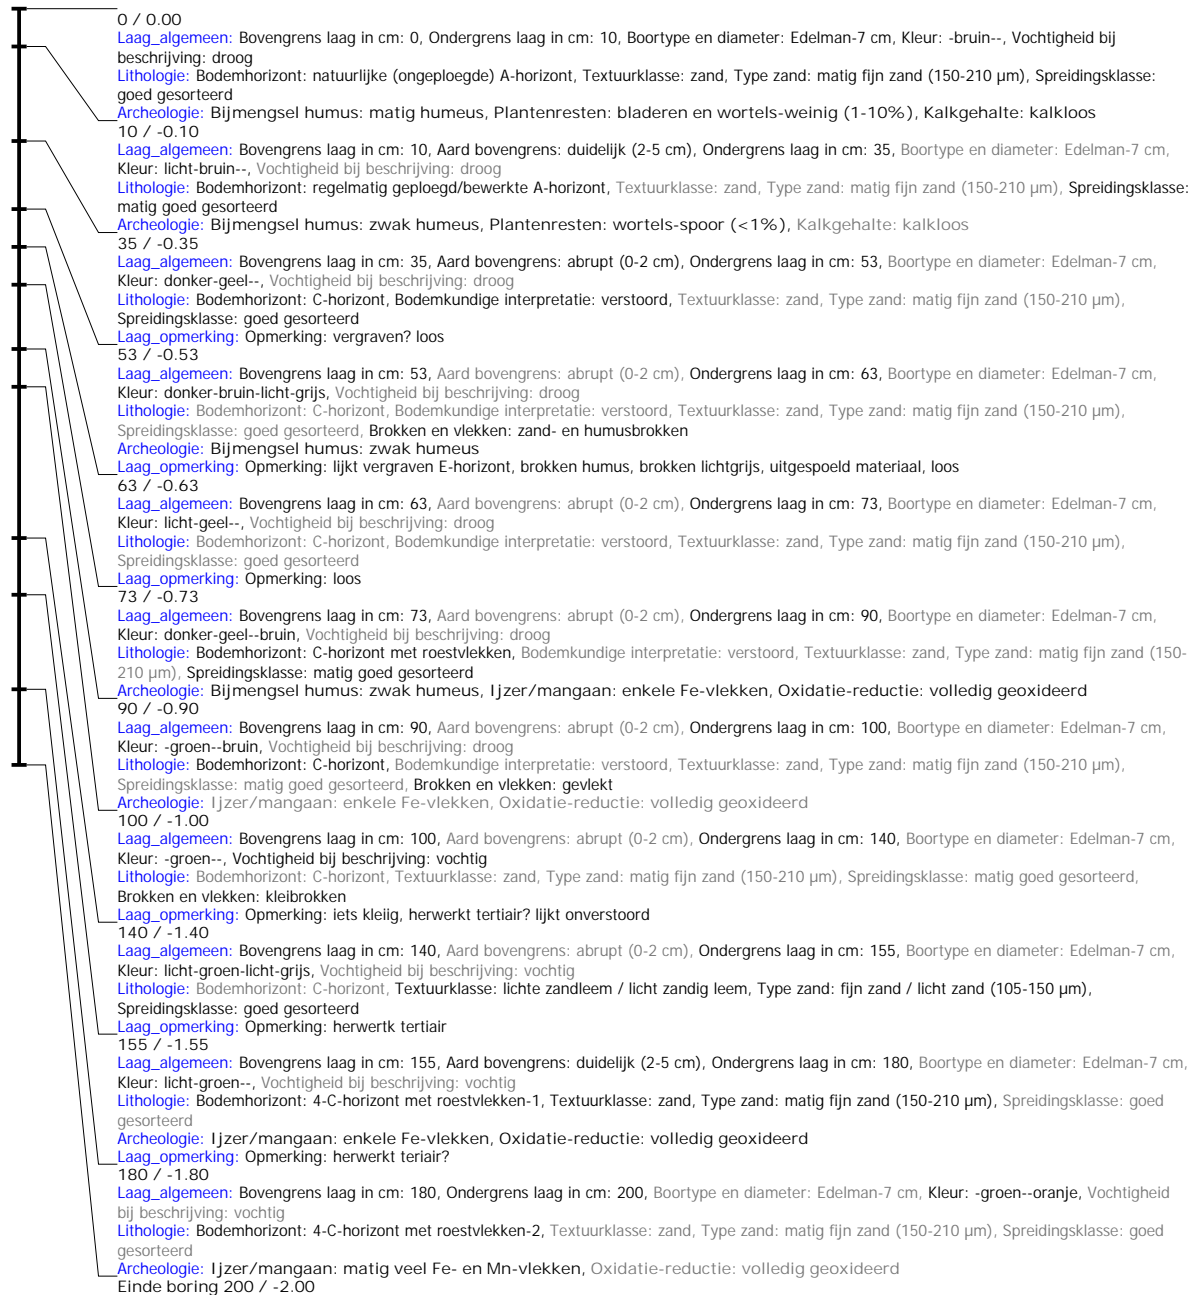 0 / 0.00
Laag_algemeen: Bovengrens laag in cm: 0, Ondergrens laag in cm: 10, Boortype en diameter: Edelman-7 cm, Kleur: -bruin--, Vochtigheid bij
beschrijving: droog
Lithologie: Bodemhorizont: natuurlijke (ongeploegde) A-horizont, Textuurklasse: zand, Type zand: matig fijn zand (150-210 µm), Spreidingsklasse:
goed gesorteerd
Archeologie: Bijmengsel humus: matig humeus, Plantenresten: bladeren en wortels-weinig (1-10%), Kalkgehalte: kalkloos
10 / -0.10
Laag_algemeen: Bovengrens laag in cm: 10, Aard bovengrens: duidelijk (2-5 cm), Ondergrens laag in cm: 35, Boortype en diameter: Edelman-7 cm,
Kleur: licht-bruin--, Vochtigheid bij beschrijving: droog
Lithologie: Bodemhorizont: regelmatig geploegd/bewerkte A-horizont, Textuurklasse: zand, Type zand: matig fijn zand (150-210 µm), Spreidingsklasse:
matig goed gesorteerd
Archeologie: Bijmengsel humus: zwak humeus, Plantenresten: wortels-spoor (<1%), Kalkgehalte: kalkloos
35 / -0.35
Laag_algemeen: Bovengrens laag in cm: 35, Aard bovengrens: abrupt (0-2 cm), Ondergrens laag in cm: 53, Boortype en diameter: Edelman-7 cm,
Kleur: donker-geel--, Vochtigheid bij beschrijving: droog
Lithologie: Bodemhorizont: C-horizont, Bodemkundige interpretatie: verstoord, Textuurklasse: zand, Type zand: matig fijn zand (150-210 µm),
Spreidingsklasse: goed gesorteerd
Laag_opmerking: Opmerking: vergraven? loos
53 / -0.53
Laag_algemeen: Bovengrens laag in cm: 53, Aard bovengrens: abrupt (0-2 cm), Ondergrens laag in cm: 63, Boortype en diameter: Edelman-7 cm,
Kleur: donker-bruin-licht-grijs, Vochtigheid bij beschrijving: droog
Lithologie: Bodemhorizont: C-horizont, Bodemkundige interpretatie: verstoord, Textuurklasse: zand, Type zand: matig fijn zand (150-210 µm),
Spreidingsklasse: goed gesorteerd, Brokken en vlekken: zand- en humusbrokken
Archeologie: Bijmengsel humus: zwak humeus
Laag_opmerking: Opmerking: lijkt vergraven E-horizont, brokken humus, brokken lichtgrijs, uitgespoeld materiaal, loos
63 / -0.63
Laag_algemeen: Bovengrens laag in cm: 63, Aard bovengrens: abrupt (0-2 cm), Ondergrens laag in cm: 73, Boortype en diameter: Edelman-7 cm,
Kleur: licht-geel--, Vochtigheid bij beschrijving: droog
Lithologie: Bodemhorizont: C-horizont, Bodemkundige interpretatie: verstoord, Textuurklasse: zand, Type zand: matig fijn zand (150-210 µm),
Spreidingsklasse: goed gesorteerd
Laag_opmerking: Opmerking: loos
73 / -0.73
Laag_algemeen: Bovengrens laag in cm: 73, Aard bovengrens: abrupt (0-2 cm), Ondergrens laag in cm: 90, Boortype en diameter: Edelman-7 cm,
Kleur: donker-geel--bruin, Vochtigheid bij beschrijving: droog
Lithologie: Bodemhorizont: C-horizont met roestvlekken, Bodemkundige interpretatie: verstoord, Textuurklasse: zand, Type zand: matig fijn zand (150-
210 µm), Spreidingsklasse: matig goed gesorteerd
Archeologie: Bijmengsel humus: zwak humeus, Ijzer/mangaan: enkele Fe-vlekken, Oxidatie-reductie: volledig geoxideerd
90 / -0.90
Laag_algemeen: Bovengrens laag in cm: 90, Aard bovengrens: abrupt (0-2 cm), Ondergrens laag in cm: 100, Boortype en diameter: Edelman-7 cm,
Kleur: -groen--bruin, Vochtigheid bij beschrijving: droog
Lithologie: Bodemhorizont: C-horizont, Bodemkundige interpretatie: verstoord, Textuurklasse: zand, Type zand: matig fijn zand (150-210 µm),
Spreidingsklasse: matig goed gesorteerd, Brokken en vlekken: gevlekt
Archeologie: Ijzer/mangaan: enkele Fe-vlekken, Oxidatie-reductie: volledig geoxideerd
100 / -1.00
Laag_algemeen: Bovengrens laag in cm: 100, Aard bovengrens: abrupt (0-2 cm), Ondergrens laag in cm: 140, Boortype en diameter: Edelman-7 cm,
Kleur: -groen--, Vochtigheid bij beschrijving: vochtig
Lithologie: Bodemhorizont: C-horizont, Textuurklasse: zand, Type zand: matig fijn zand (150-210 µm), Spreidingsklasse: matig goed gesorteerd,
Brokken en vlekken: kleibrokken
Laag_opmerking: Opmerking: iets kleiig, herwerkt tertiair? lijkt onverstoord
140 / -1.40
Laag_algemeen: Bovengrens laag in cm: 140, Aard bovengrens: abrupt (0-2 cm), Ondergrens laag in cm: 155, Boortype en diameter: Edelman-7 cm,
Kleur: licht-groen-licht-grijs, Vochtigheid bij beschrijving: vochtig
Lithologie: Bodemhorizont: C-horizont, Textuurklasse: lichte zandleem / licht zandig leem, Type zand: fijn zand / licht zand (105-150 µm),
Spreidingsklasse: goed gesorteerd
Laag_opmerking: Opmerking: herwertk tertiair
155 / -1.55
Laag_algemeen: Bovengrens laag in cm: 155, Aard bovengrens: duidelijk (2-5 cm), Ondergrens laag in cm: 180, Boortype en diameter: Edelman-7 cm,
Kleur: licht-groen--, Vochtigheid bij beschrijving: vochtig
Lithologie: Bodemhorizont: 4-C-horizont met roestvlekken-1, Textuurklasse: zand, Type zand: matig fijn zand (150-210 µm), Spreidingsklasse: goed
gesorteerd
Archeologie: Ijzer/mangaan: enkele Fe-vlekken, Oxidatie-reductie: volledig geoxideerd
Laag_opmerking: Opmerking: herwerkt teriair?
180 / -1.80
Laag_algemeen: Bovengrens laag in cm: 180, Ondergrens laag in cm: 200, Boortype en diameter: Edelman-7 cm, Kleur: -groen--oranje, Vochtigheid
bij beschrijving: vochtig
Lithologie: Bodemhorizont: 4-C-horizont met roestvlekken-2, Textuurklasse: zand, Type zand: matig fijn zand (150-210 µm), Spreidingsklasse: goed
gesorteerd
Archeologie: Ijzer/mangaan: matig veel Fe- en Mn-vlekken, Oxidatie-reductie: volledig geoxideerd
Einde boring 200 / -2.00